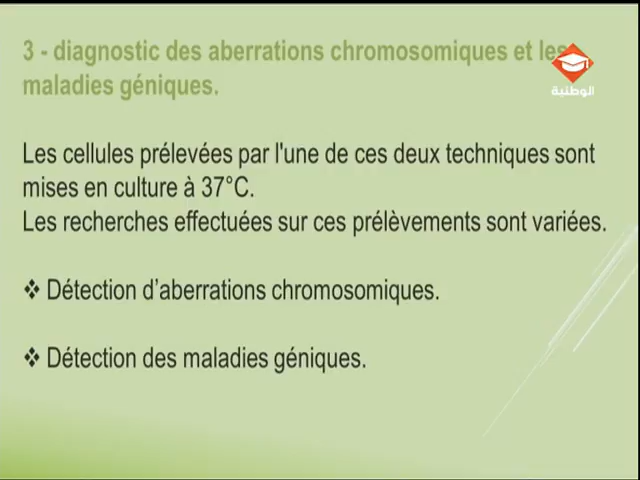 3 - diagnostic des aberrations chromosomiques et les
maladies géniques.
الوطنية
Les cellules prélevées par l'une de ces deux techniques sont
mises en culture à 37°C.
Les recherches effectuées sur ces prélèvements sont variées.
❖ Détection d’aberrations chromosomiques.
❖ Détection des maladies géniques.